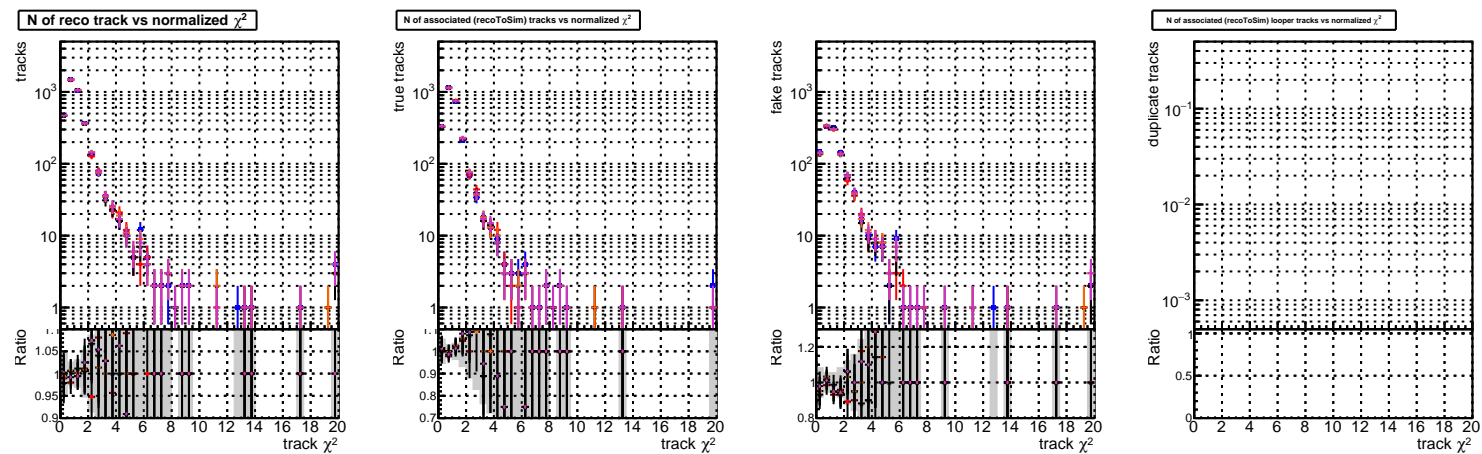 N of reco track vs normalized χ²
tracks
10³
10²
10
1
Ratio
1.1
1.05
1
0.95
0.9
0 2 4 6 8 10 12 14 16 18 20
track χ²
N of associated (recoToSim) tracks vs normalized χ²
true tracks
10³
10²
10
1
Ratio
1.1
1
0.9
0.8
0.7
0 2 4 6 8 10 12 14 16 18 20
track χ²
fake tracks
10³
10²
10
1
Ratio
1.2
1
0.8
0 2 4 6 8 10 12 14 16 18 20
track χ²
N of associated (recoToSim) looper tracks vs normalized χ²
duplicate tracks
10⁻¹
10⁻²
10⁻³
Ratio
1
0.5
0
0 2 4 6 8 10 12 14 16 18 20
track χ²